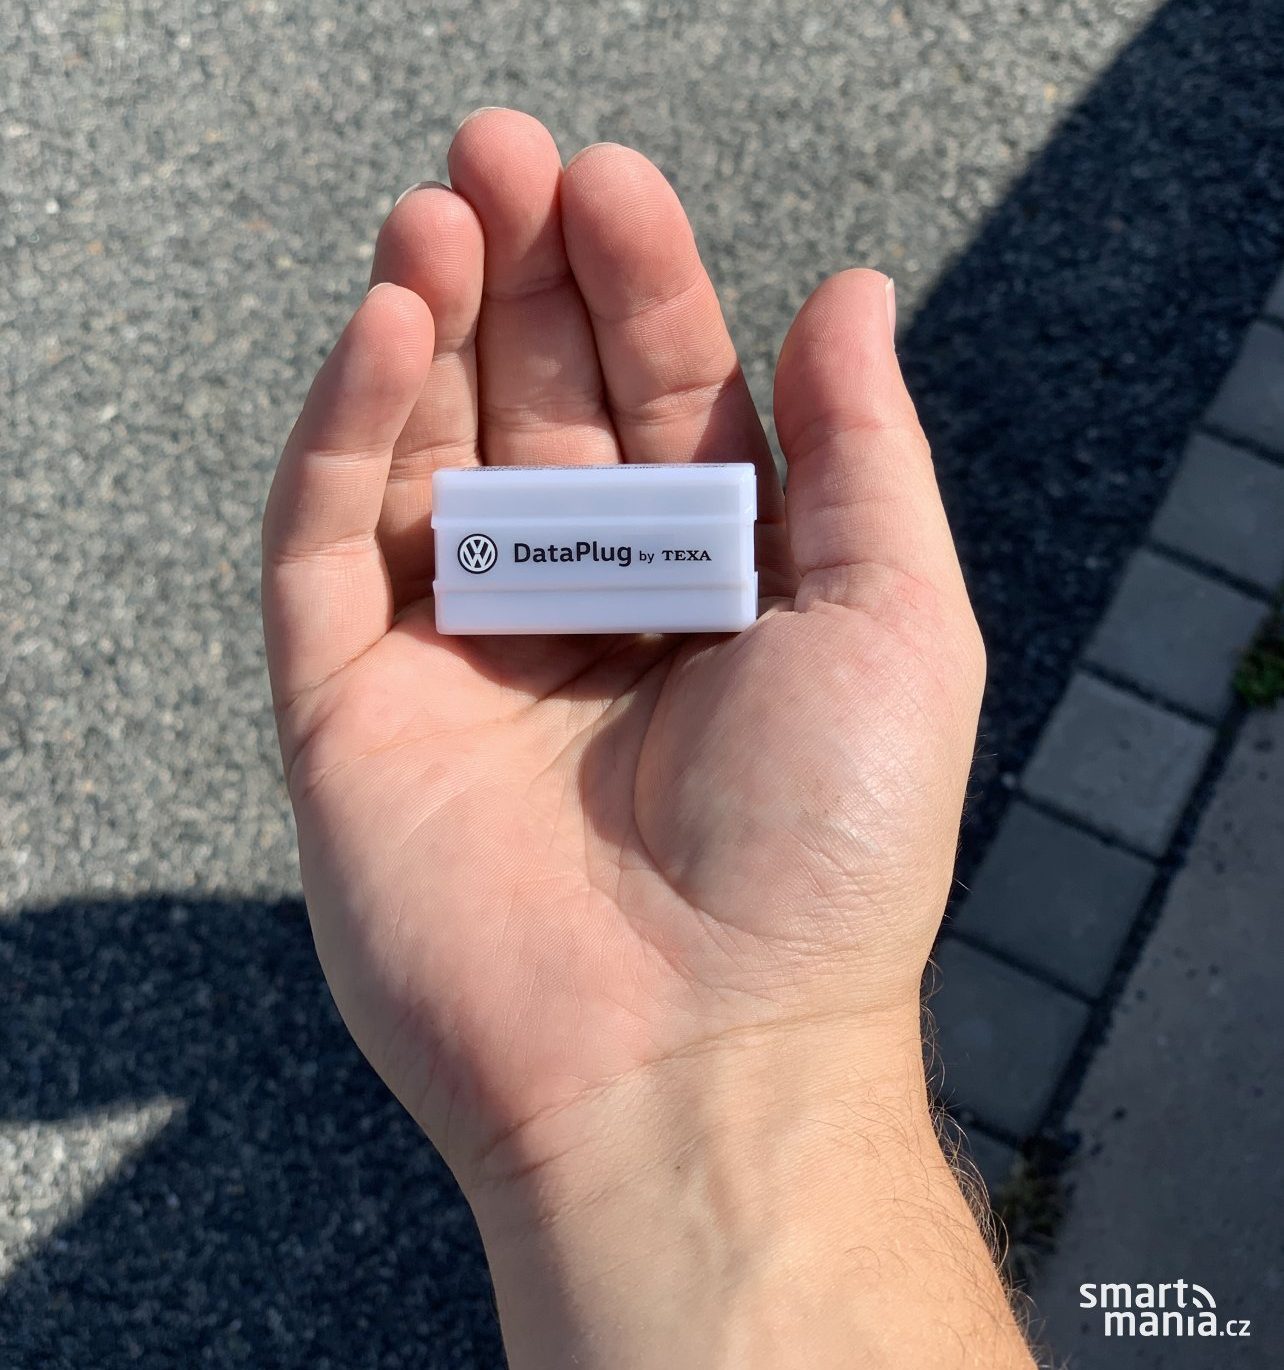 DataPlug by TEXA
smart
mania.cz